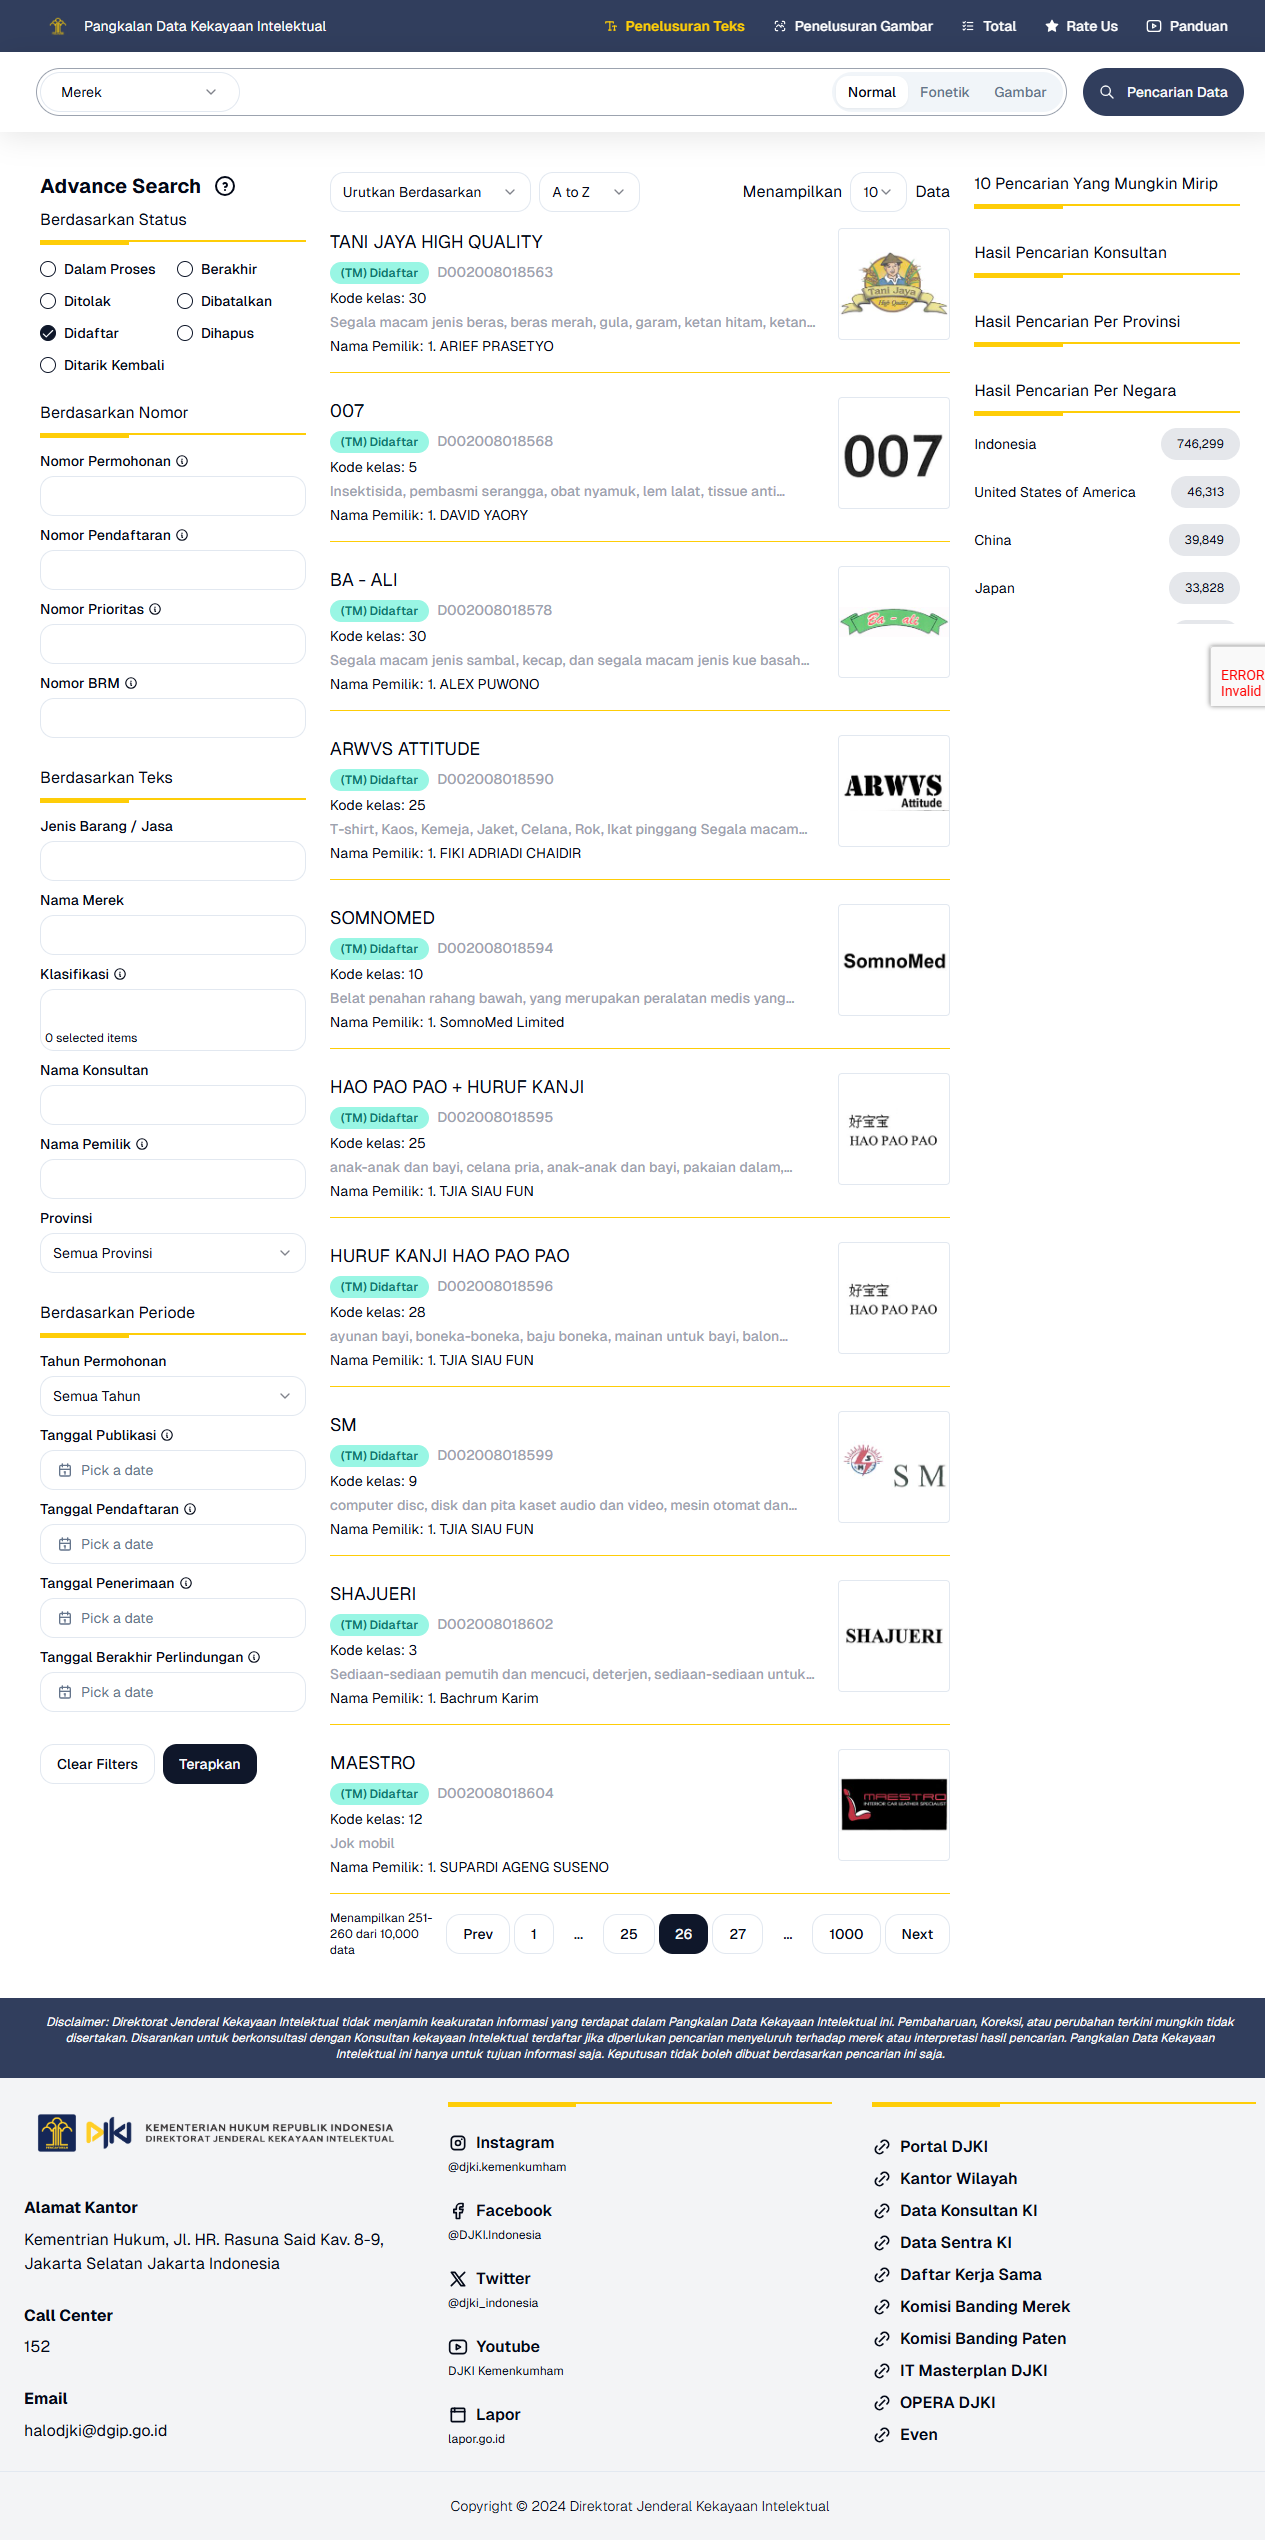 Pangkalan Data Kekayaan Intelektual
Penelusuran Teks
Penelusuran Gambar
Total
Rate Us
Panduan
Merek
Normal
Fonetik
Gambar
Pencarian Data
Advance Search
Berdasarkan Status
Dalam Proses
Berakhir
Ditolak
Dibatalkan
Didaftar
Dihapus
Ditarik Kembali
Berdasarkan Nomor
Nomor Permohonan
Nomor Pendaftaran
Nomor Prioritas
Nomor BRM
Berdasarkan Teks
Jenis Barang / Jasa
Nama Merek
Klasifikasi
0 selected items
Nama Konsultan
Nama Pemilik
Provinsi
Semua Provinsi
Berdasarkan Periode
Tahun Permohonan
Semua Tahun
Tanggal Publikasi
Pick a date
Tanggal Pendaftaran
Pick a date
Tanggal Penerimaan
Pick a date
Tanggal Berakhir Perlindungan
Pick a date
Clear Filters
Terapkan
Urutkan Berdasarkan
A to Z
Menampilkan
10
Data
TANI JAYA HIGH QUALITY
(TM) Didaftar D002008018563
Kode kelas: 30
Segala macam jenis beras, beras merah, gula, garam, ketan hitam, ketan...
Nama Pemilik: 1. ARIEF PRASETYO
Tani Jaya
High Quality
007
(TM) Didaftar D002008018568
Kode kelas: 5
Insektisida, pembasmi serangga, obat nyamuk, lem lalat, tissue anti...
Nama Pemilik: 1. DAVID YAORY
007
BA - ALI
(TM) Didaftar D002008018578
Kode kelas: 30
Segala macam jenis sambal, kecap, dan segala macam jenis kue basah...
Nama Pemilik: 1. ALEX PUWONO
Ba - ali
ARWVS ATTITUDE
(TM) Didaftar D002008018590
Kode kelas: 25
T-shirt, Kaos, Kemeja, Jaket, Celana, Rok, Ikat pinggang Segala macam...
Nama Pemilik: 1. FIKI ADRIADI CHAIDIR
ARWVS
Attitude
SOMNOMED
(TM) Didaftar D002008018594
Kode kelas: 10
Belat penahan rahang bawah, yang merupakan peralatan medis yang...
Nama Pemilik: 1. SomnoMed Limited
SomnoMed
HAO PAO PAO + HURUF KANJI
(TM) Didaftar D002008018595
Kode kelas: 25
anak-anak dan bayi, celana pria, anak-anak dan bayi, pakaian dalam,...
Nama Pemilik: 1. TJIA SIAU FUN
好宝宝
HAO PAO PAO
HURUF KANJI HAO PAO PAO
(TM) Didaftar D002008018596
Kode kelas: 28
ayunan bayi, boneka-boneka, baju boneka, mainan untuk bayi, balon...
Nama Pemilik: 1. TJIA SIAU FUN
好宝宝
HAO PAO PAO
SM
(TM) Didaftar D002008018599
Kode kelas: 9
computer disc, disk dan pita kaset audio dan video, mesin otomat dan...
Nama Pemilik: 1. TJIA SIAU FUN
S M
SHAJUERI
(TM) Didaftar D002008018602
Kode kelas: 3
Sediaan-sediaan pemutih dan mencuci, deterjen, sediaan-sediaan untuk...
Nama Pemilik: 1. Bachrum Karim
SHAJUERI
MAESTRO
(TM) Didaftar D002008018604
Kode kelas: 12
Jok mobil
Nama Pemilik: 1. SUPARDI AGENG SUSENO
MAESTRO
INTERIOR CAR LEATHER SPECIALIST
Menampilkan 251-
260 dari 10,000
data
Prev 1 ... 25 26 27 ... 1000 Next
10 Pencarian Yang Mungkin Mirip
Hasil Pencarian Konsultan
Hasil Pencarian Per Provinsi
Hasil Pencarian Per Negara
Indonesia 746,299
United States of America 46,313
China 39,849
Japan 33,828
ERROR
Invalid
Disclaimer: Direktorat Jenderal Kekayaan Intelektual tidak menjamin keakuratan informasi yang terdapat dalam Pangkalan Data Kekayaan Intelektual ini. Pembaharuan, Koreksi, atau perubahan terkini mungkin tidak
disertakan. Disarankan untuk berkonsultasi dengan Konsultan kekayaan Intelektual terdaftar jika diperlukan pencarian menyeluruh terhadap merek atau interpretasi hasil pencarian. Pangkalan Data Kekayaan
Intelektual ini hanya untuk tujuan informasi saja. Keputusan tidak boleh dibuat berdasarkan pencarian ini saja.
KEMENTERIAN HUKUM REPUBLIK INDONESIA
DIREKTORAT JENDERAL KEKAYAAN INTELEKTUAL
Alamat Kantor
Kementrian Hukum, Jl. HR. Rasuna Said Kav. 8-9,
Jakarta Selatan Jakarta Indonesia
Call Center
152
Email
halodjki@dgip.go.id
Instagram
@djki.kemenkumham
Facebook
@DJKI.Indonesia
Twitter
@djki_indonesia
Youtube
DJKI Kemenkumham
Lapor
lapor.go.id
Portal DJKI
Kantor Wilayah
Data Konsultan KI
Data Sentra KI
Daftar Kerja Sama
Komisi Banding Merek
Komisi Banding Paten
IT Masterplan DJKI
OPERA DJKI
Even
Copyright © 2024 Direktorat Jenderal Kekayaan Intelektual